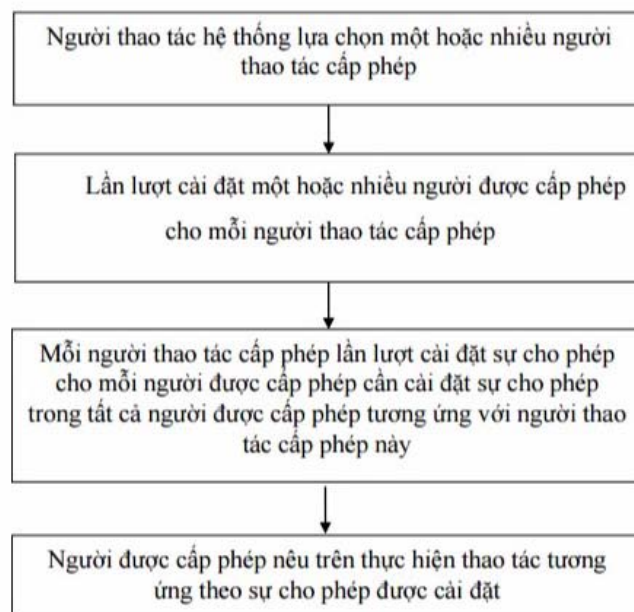 Người thao tác hệ thống lựa chọn một hoặc nhiều người
thao tác cấp phép
Lần lượt cài đặt một hoặc nhiều người được cấp phép
cho mỗi người thao tác cấp phép
Mỗi người thao tác cấp phép lần lượt cài đặt sự cho phép
cho mỗi người được cấp phép cần cài đặt sự cho phép
trong tất cả người được cấp phép tương ứng với người thao
tác cấp phép này
Người được cấp phép nêu trên thực hiện thao tác tương
ứng theo sự cho phép được cài đặt